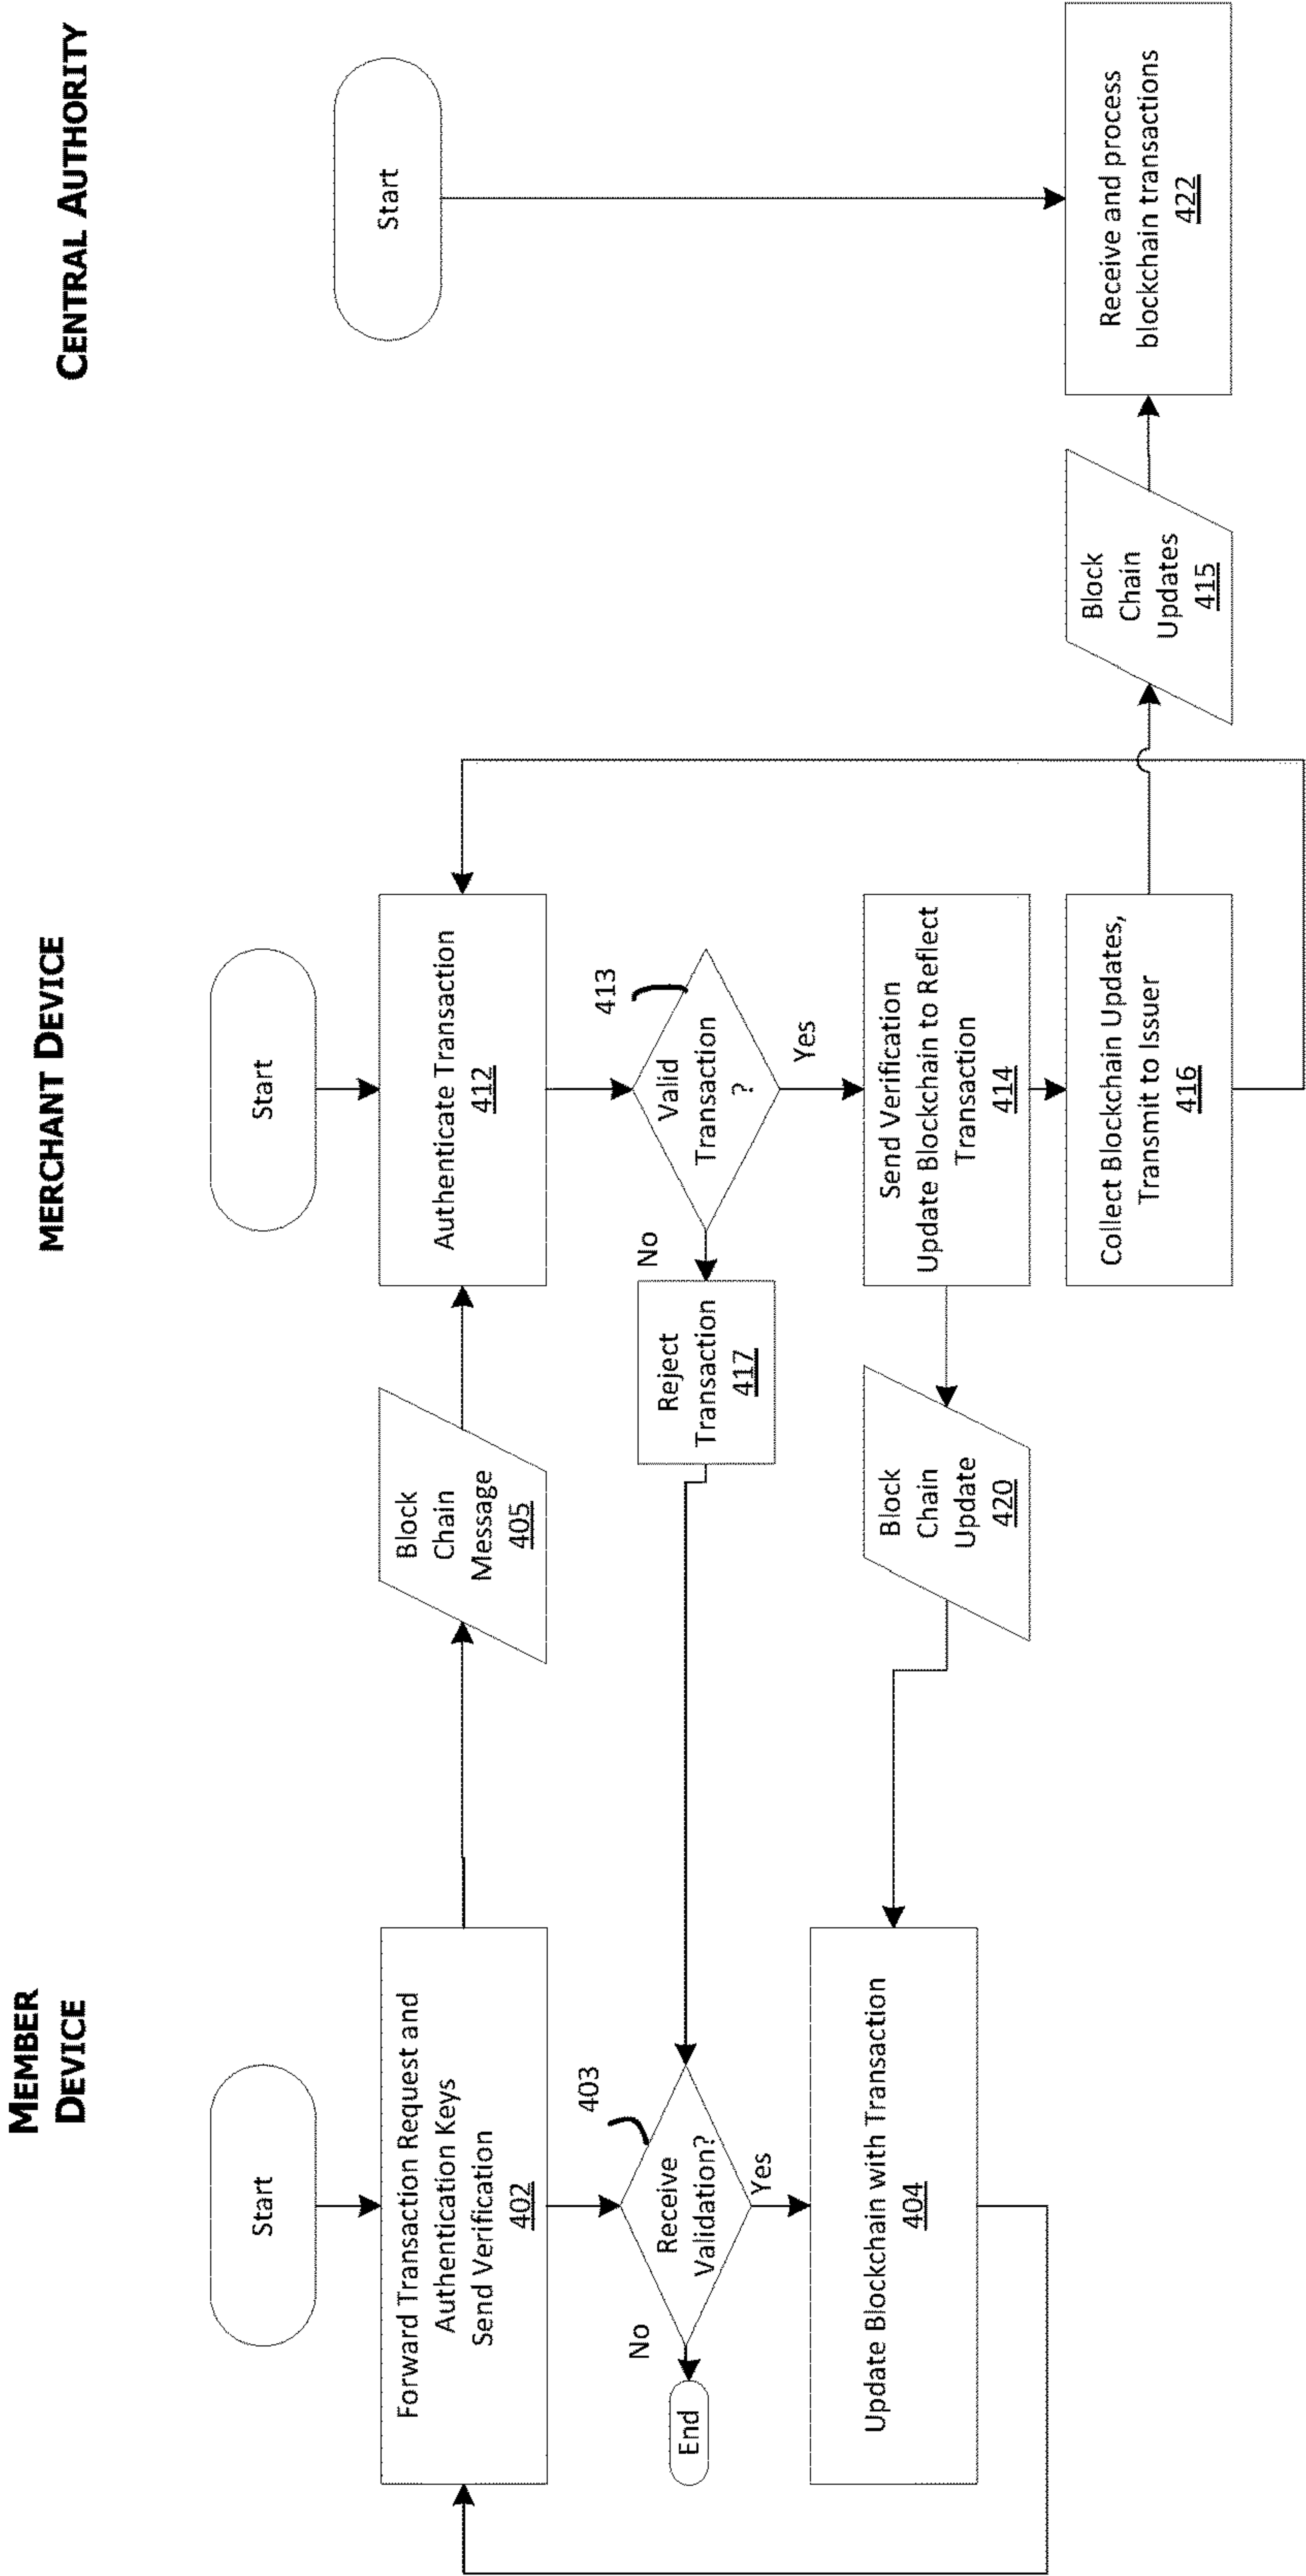 MEMBER
DEVICE
MERCHANT DEVICE
CENTRAL AUTHORITY
Start
Start
Start
Forward Transaction Request and
Authentication Keys
Send Verification
402
Block
Chain
Message
405
Authenticate Transaction
412
403
Receive
Validation?
No
Yes
End
Reject
Transaction
417
No
413
Valid
Transaction
?
Yes
Update Blockchain with Transaction
404
Block
Chain
Update
420
Send Verification
Update Blockchain to Reflect
Transaction
414
Collect Blockchain Updates,
Transmit to Issuer
416
Block
Chain
Updates
415
Receive and process
blockchain transactions
422